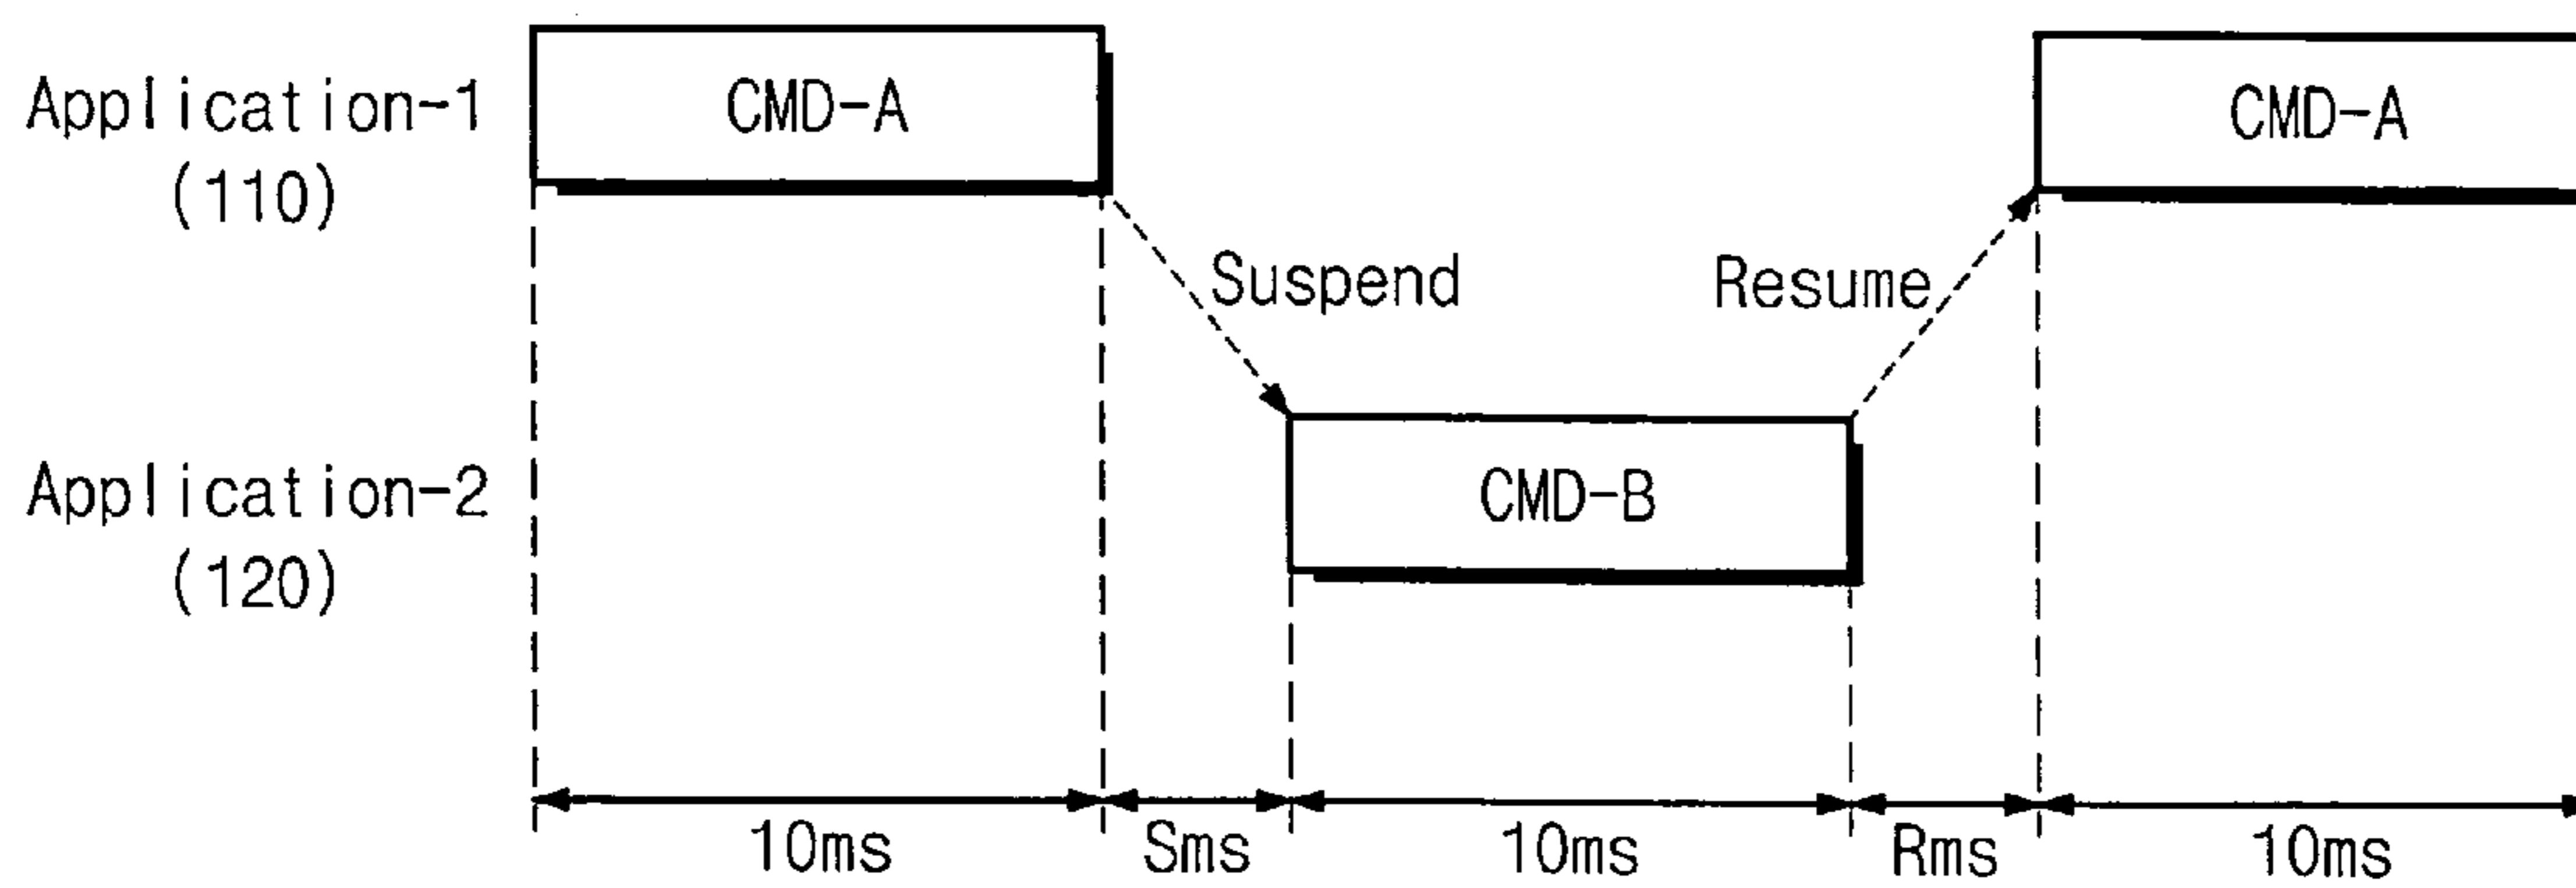 Application-1
(110)
CMD-A
CMD-A
Suspend
Resume
Application-2
(120)
CMD-B
10ms
Sms
10ms
Rms
10ms